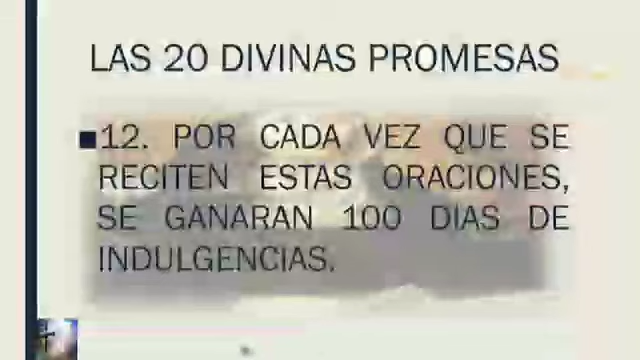 LAS 20 DIVINAS PROMESAS
■12. POR CADA VEZ QUE SE
RECITEN ESTAS ORACIONES,
SE GANARAN 100 DIAS DE
INDULGENCIAS.